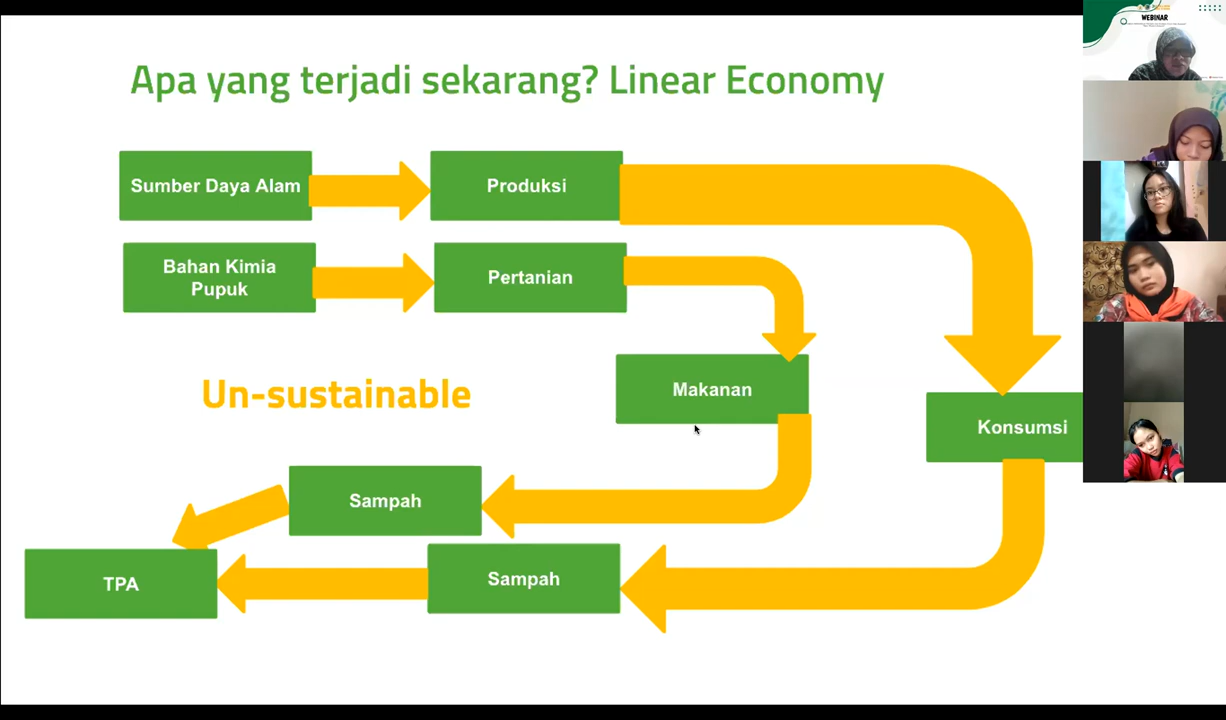 Apa yang terjadi sekarang? Linear Economy
Sumber Daya Alam
Produksi
Bahan Kimia
Pupuk
Pertanian
Makanan
Un-sustainable
Konsumsi
Sampah
Sampah
TPA
WEBINAR